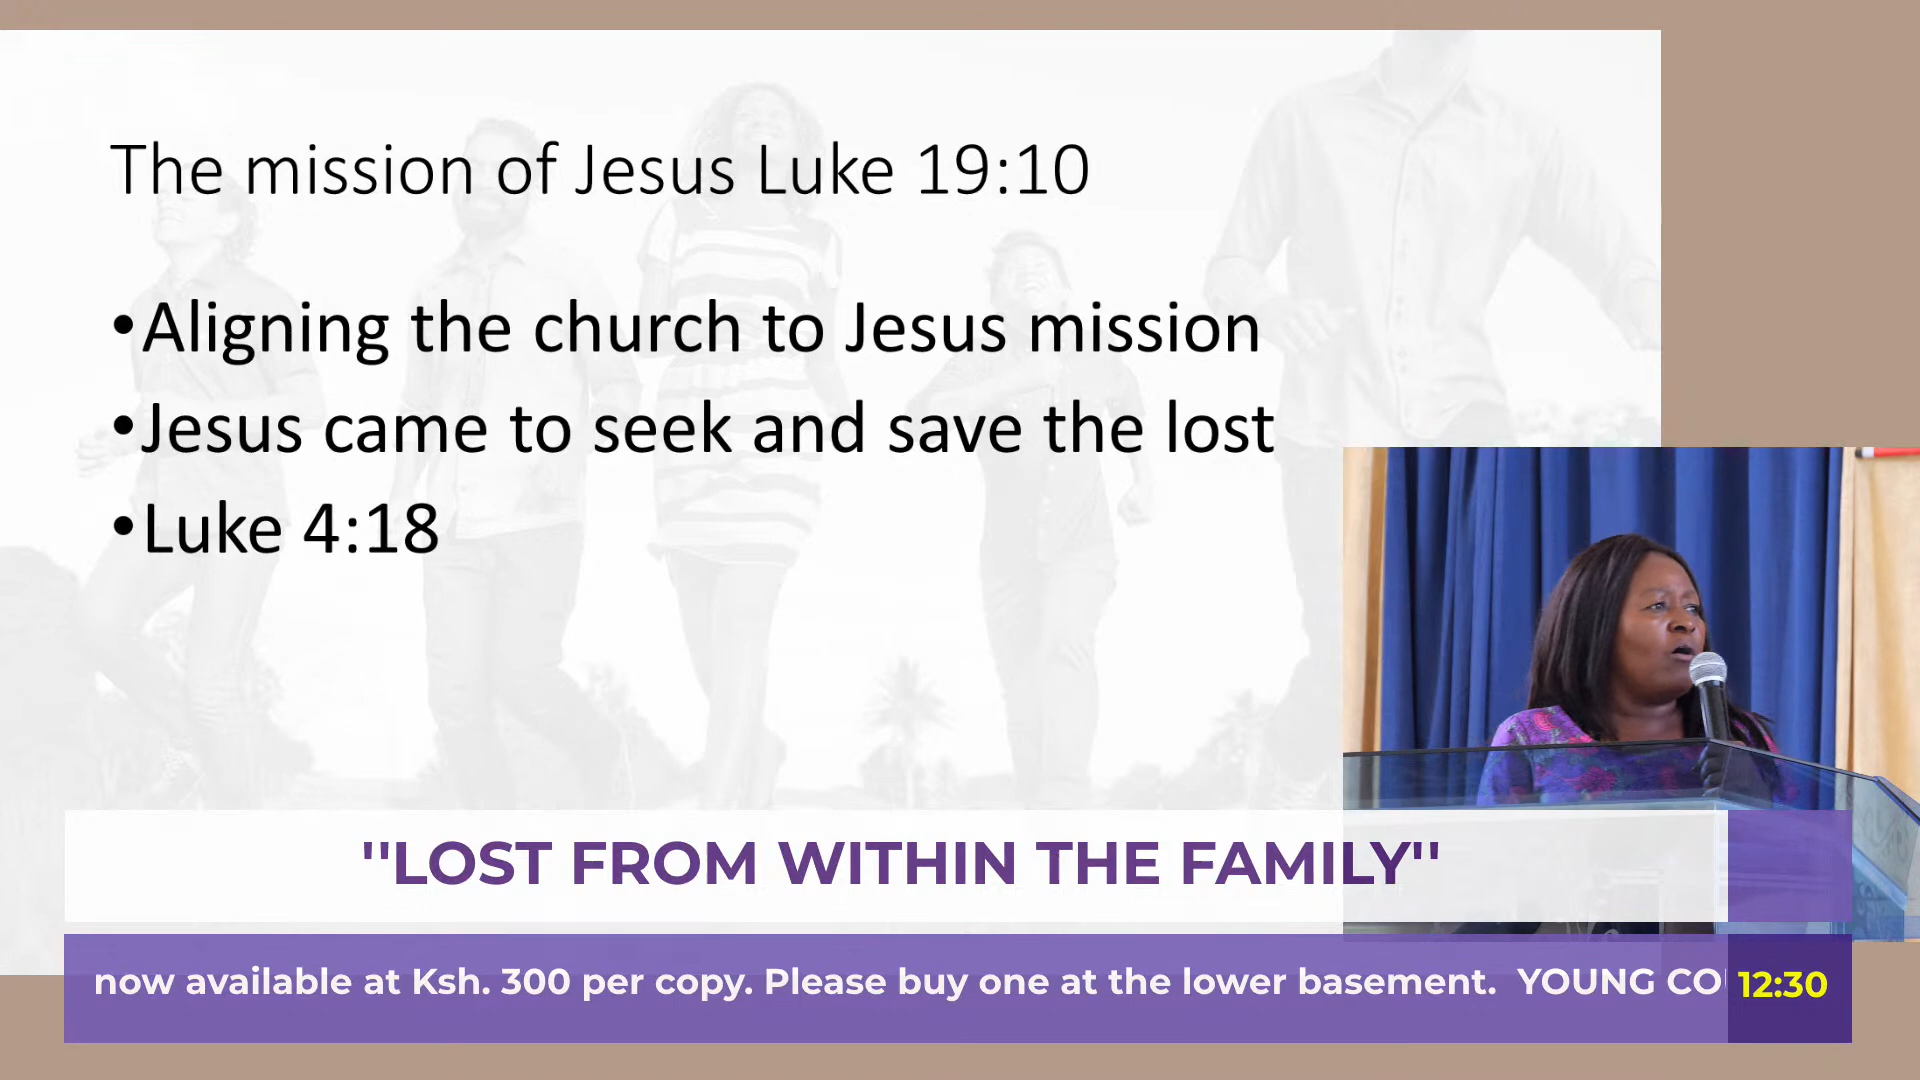 The mission of Jesus Luke 19:10
•Aligning the church to Jesus mission
•Jesus came to seek and save the lost
•Luke 4:18
''LOST FROM WITHIN THE FAMILY''
now available at Ksh. 300 per copy. Please buy one at the lower basement. YOUNG
12:30